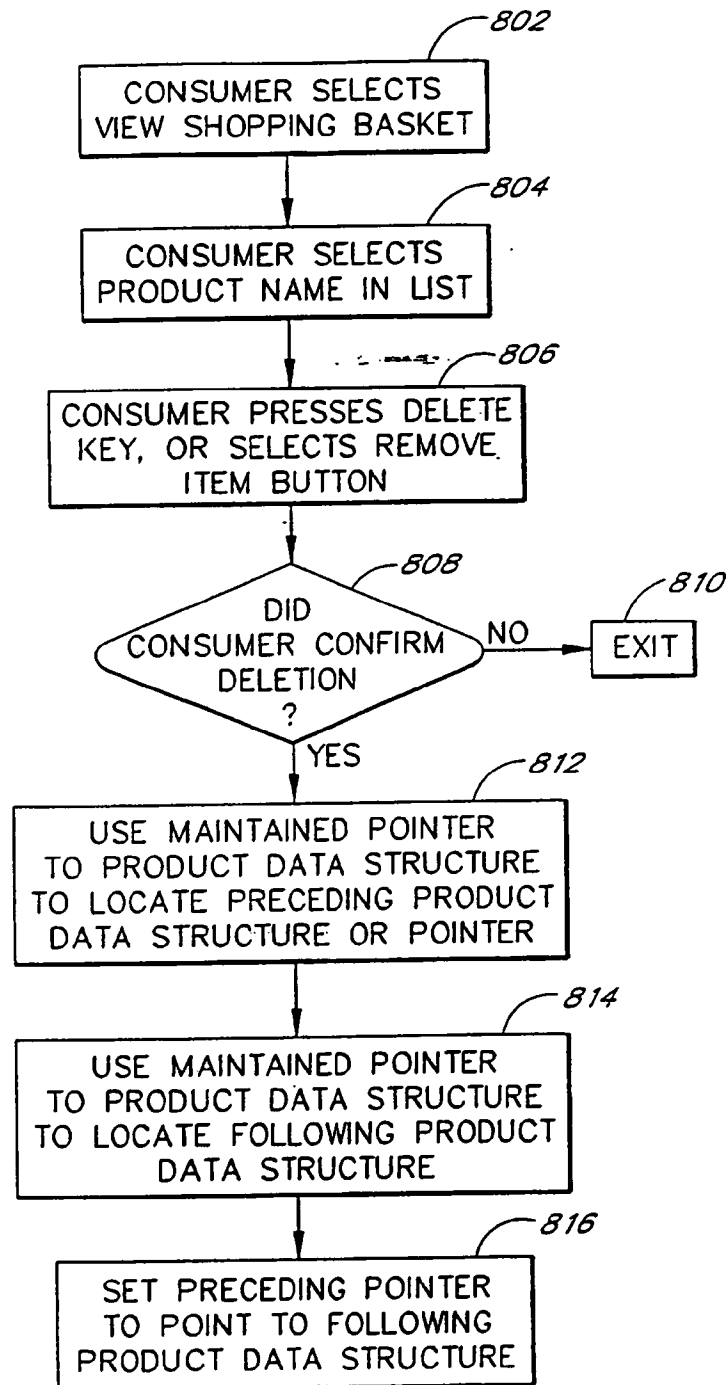 802
CONSUMER SELECTS
VIEW SHOPPING BASKET
804
CONSUMER SELECTS
PRODUCT NAME IN LIST
806
CONSUMER PRESSES DELETE
KEY, OR SELECTS REMOVE
ITEM BUTTON
808
DID
CONSUMER CONFIRM
DELETION
?
NO
810
EXIT
YES
812
USE MAINTAINED POINTER
TO PRODUCT DATA STRUCTURE
TO LOCATE PRECEDING PRODUCT
DATA STRUCTURE OR POINTER
814
USE MAINTAINED POINTER
TO PRODUCT DATA STRUCTURE
TO LOCATE FOLLOWING PRODUCT
DATA STRUCTURE
816
SET PRECEDING POINTER
TO POINT TO FOLLOWING
PRODUCT DATA STRUCTURE